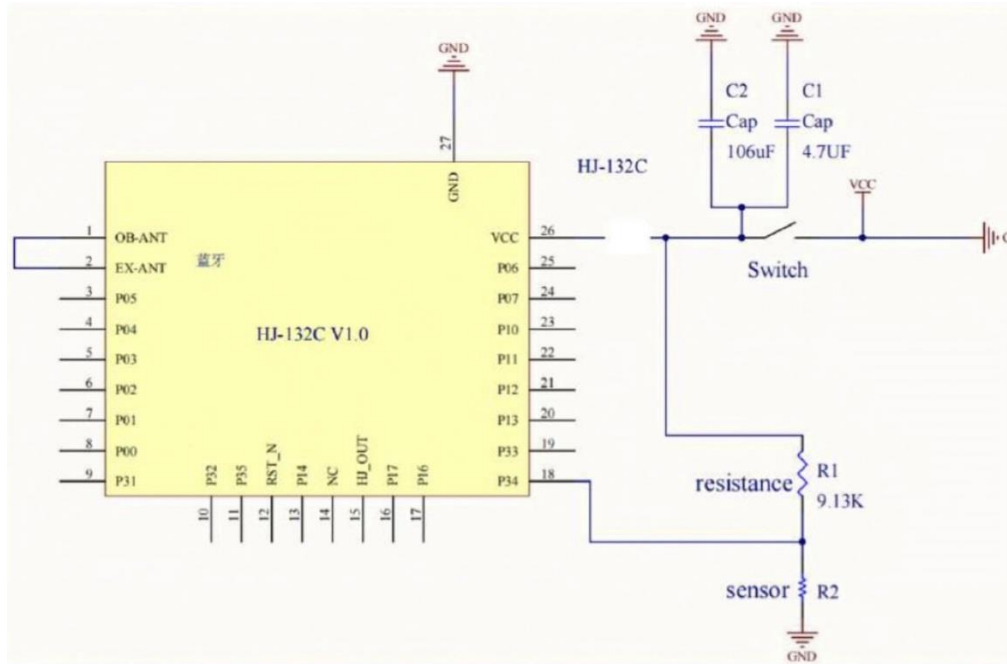 GND
GND
GND
C2
Cap
106uF
C1
Cap
4.7UF
HJ-132C
VCC
Switch
27
GND
1
OB-ANT
2
EX-ANT
蓝牙
3
P05
4
P04
5
P03
6
P02
7
P01
8
P00
9
P31
HJ-132C V1.0
VCC
26
P06
25
P07
24
P10
23
P11
22
P12
21
P13
20
P33
19
P34
18
P32
P35
RST_N
P14
NC
HJ_OUT
P17
P16
10
11
12
13
14
15
16
17
resistance
R1
9.13K
sensor
R2
GND